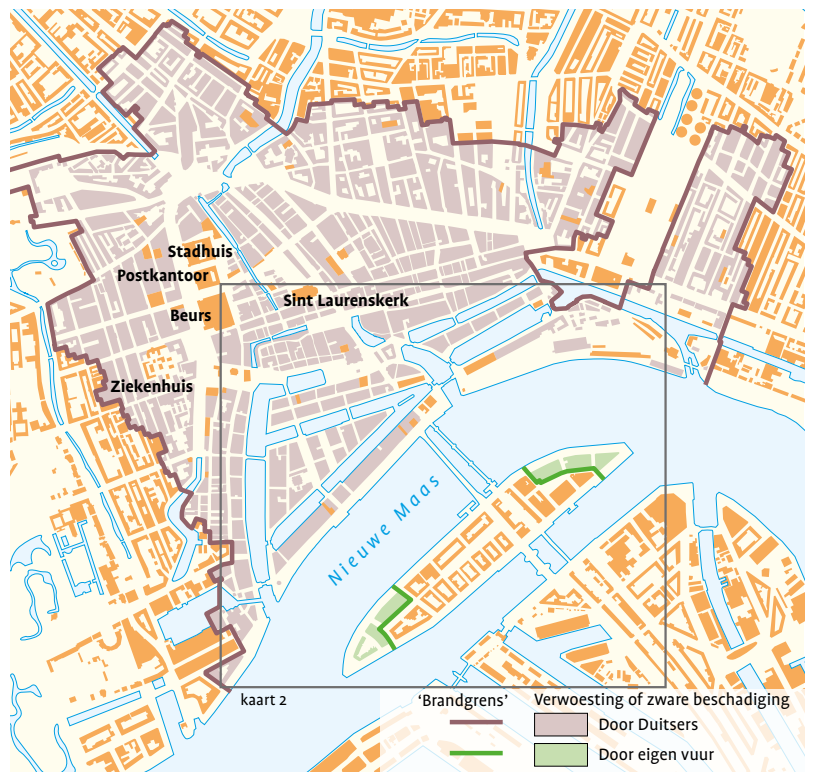 Stadhuis
Postkantoor
Sint Laurenskerk
Beurs
Ziekenhuis
Nieuwe Maas
kaart 2
‘Brandgrens’
Verwoesting of zware beschadiging
Door Duitsers
Door eigen vuur